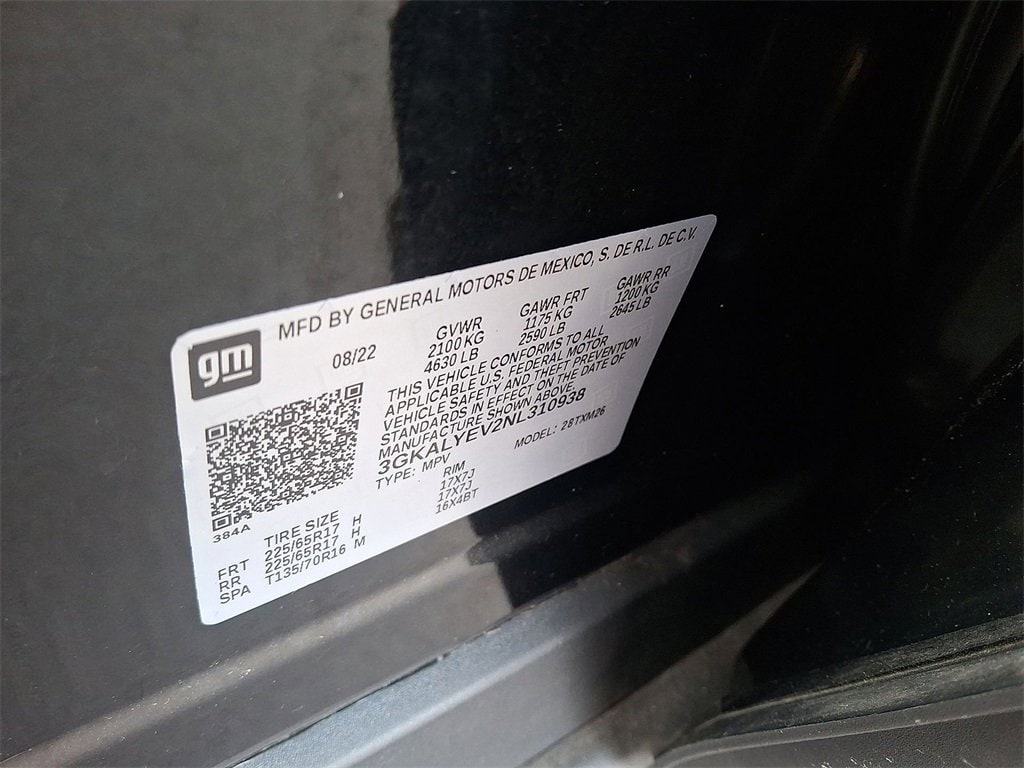 gm
MFD BY GENERAL MOTORS DE MEXICO, S. DE R.L. DE C.V.
08/22
GVWR
2100 KG
4630 LB
GAWR FRT
1175 KG
2590 LB
GAWR RR
1200 KG
2645 LB
THIS VEHICLE CONFORMS TO ALL
APPLICABLE U.S. FEDERAL MOTOR
VEHICLE SAFETY AND THEFT PREVENTION
STANDARDS IN EFFECT ON THE DATE OF
MANUFACTURE SHOWN ABOVE.
3GKALYEV2NL310938
TYPE: MPV
MODEL: 28TXM26
384A
TIRE SIZE RIM
FRT 225/65R17 H 17X7J
RR 225/65R17 H 17X7J
SPA T135/70R16 M 16X4BT